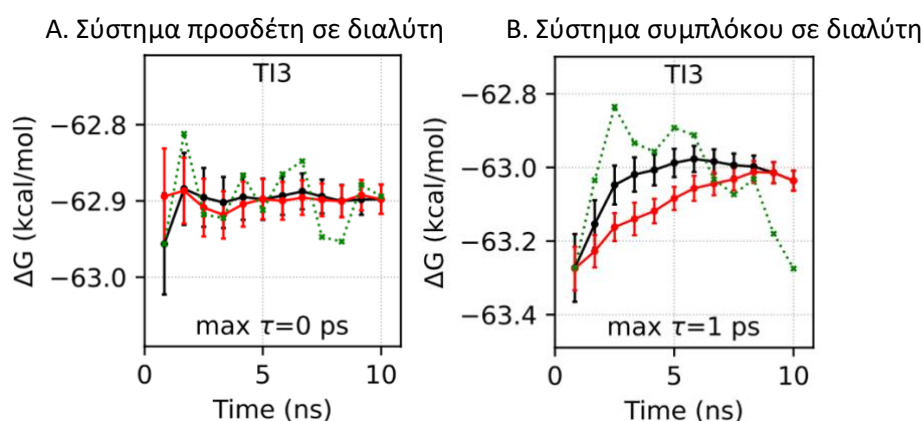 Α. Σύστημα προσδέτη σε διαλύτη
TI3
ΔG (kcal/mol)
−62.8
−62.9
−63.0
max τ=0 ps
0
5
10
Time (ns)
Β. Σύστημα συμπλόκου σε διαλύτη
TI3
ΔG (kcal/mol)
−62.8
−63.0
−63.2
−63.4
max τ=1 ps
0
5
10
Time (ns)